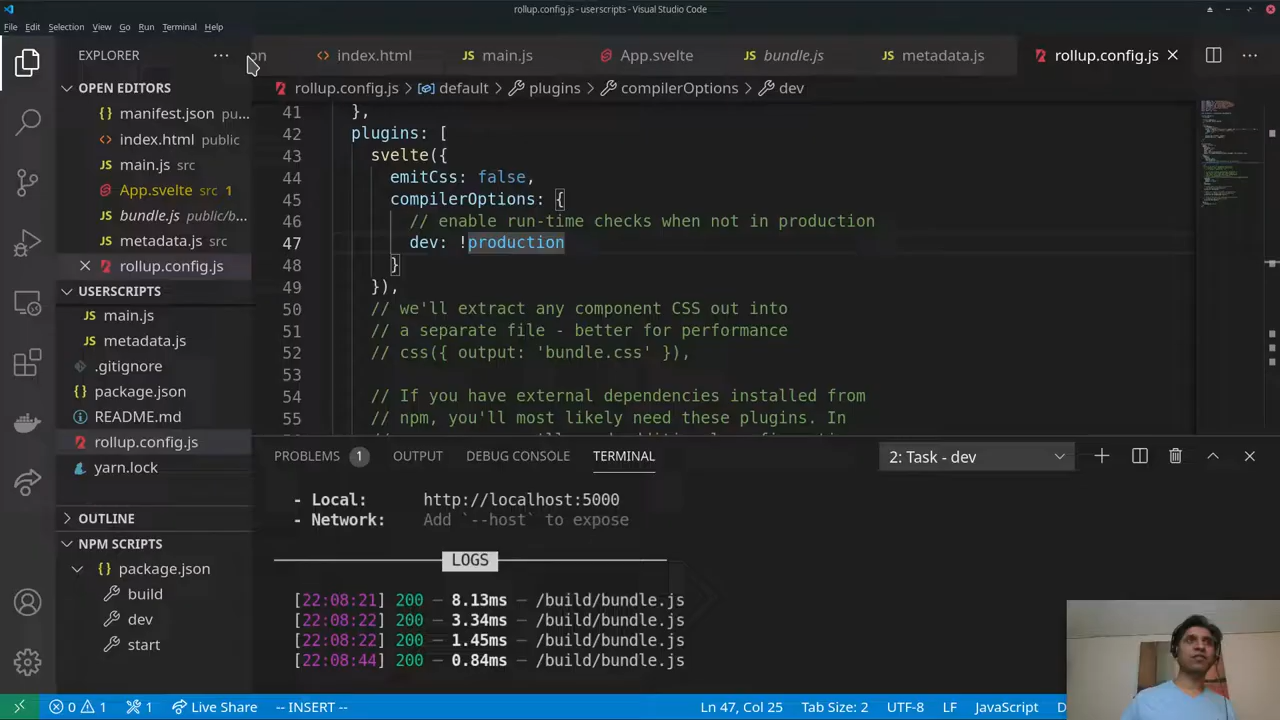 rollup.config.js - userscripts - Visual Studio Code
File Edit Selection View Go Run Terminal Help
EXPLORER
on index.html main.js App.svelte bundle.js metadata.js rollup.config.js
rollup.config.js > default > plugins > compilerOptions > dev
OPEN EDITORS
manifest.json pu...
index.html public
main.js src
App.svelte src 1
bundle.js public/b...
metadata.js src
rollup.config.js
USERSCRIPTS
main.js
metadata.js
.gitignore
package.json
README.md
rollup.config.js
yarn.lock
OUTLINE
NPM SCRIPTS
package.json
build
dev
start
41 },
42 plugins: [
43 svelte({
44 emitCss: false,
45 compilerOptions: {
46 // enable run-time checks when not in production
47 dev: !production
48 }
49 }),
50 // we'll extract any component CSS out into
51 // a separate file - better for performance
52 // css({ output: 'bundle.css' }),
53
54 // If you have external dependencies installed from
55 // npm, you'll most likely need these plugins. In
PROBLEMS 1 OUTPUT DEBUG CONSOLE TERMINAL 2: Task - dev
- Local: http://localhost:5000
- Network: Add `--host` to expose
LOGS
[22:08:21] 200 — 8.13ms — /build/bundle.js
[22:08:22] 200 — 3.34ms — /build/bundle.js
[22:08:22] 200 — 1.45ms — /build/bundle.js
[22:08:44] 200 — 0.84ms — /build/bundle.js
0 1 1 Live Share -- INSERT -- Ln 47, Col 25 Tab Size: 2 UTF-8 LF JavaScript